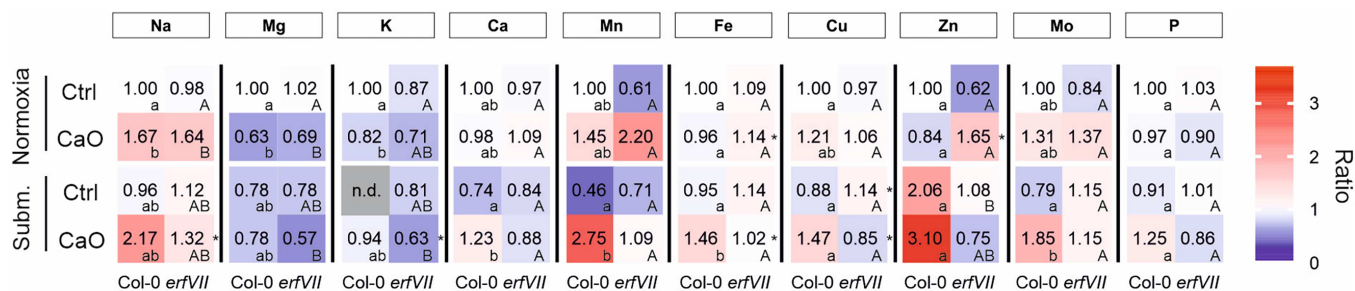 Na Mg K Ca Mn Fe Cu Zn Mo P
Normoxia
Ctrl 1.00 0.98 1.00 1.02 1.00 0.87 1.00 0.97 1.00 0.61 1.00 1.09 1.00 0.97 1.00 0.62 1.00 0.84 1.00 1.03
a A a A a A ab A ab A a A ab A a A ab A a A
CaO 1.67 1.64 0.63 0.69 0.82 0.71 0.98 1.09 1.45 2.20 0.96 1.14 * 1.21 1.06 0.84 1.65 * 1.31 1.37 0.97 0.90
b B b B b AB ab A ab A a A ab A a A ab A a A
Subm.
Ctrl 0.96 1.12 0.78 0.78 n.d. 0.81 0.74 0.84 0.46 0.71 0.95 1.14 0.88 1.14 * 2.06 1.08 0.79 1.15 0.91 1.01
ab AB ab AB AB a A a A a A a A a B a A a A
CaO 2.17 1.32 * 0.78 0.57 0.94 0.63 * 1.23 0.88 2.75 1.09 1.46 1.02 * 1.47 0.85 * 3.10 0.75 1.85 1.15 1.25 0.86
ab AB ab B ab B b A b A b A b A a AB b A a A
Col-0 erfVII Col-0 erfVII Col-0 erfVII Col-0 erfVII Col-0 erfVII Col-0 erfVII Col-0 erfVII Col-0 erfVII Col-0 erfVII Col-0 erfVII
3
2
1
0
Ratio